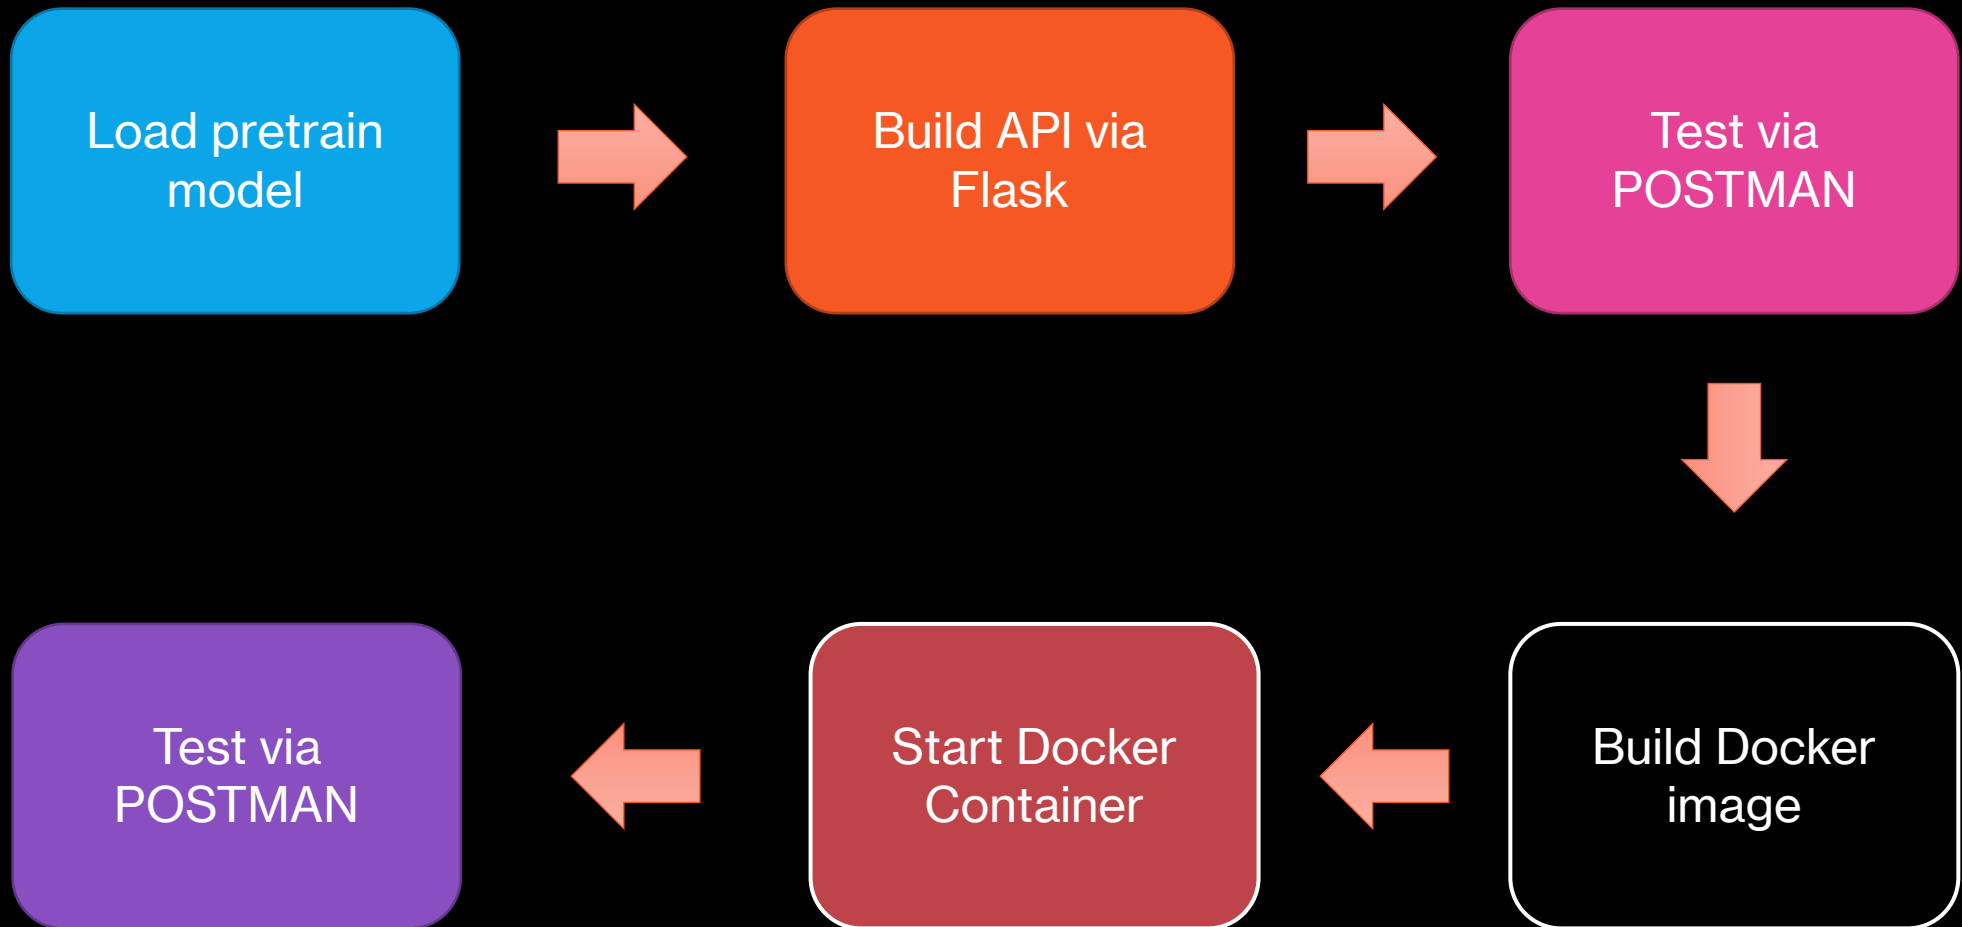 Load pretrain
model
Build API via
Flask
Test via
POSTMAN
Build Docker
image
Start Docker
Container
Test via
POSTMAN